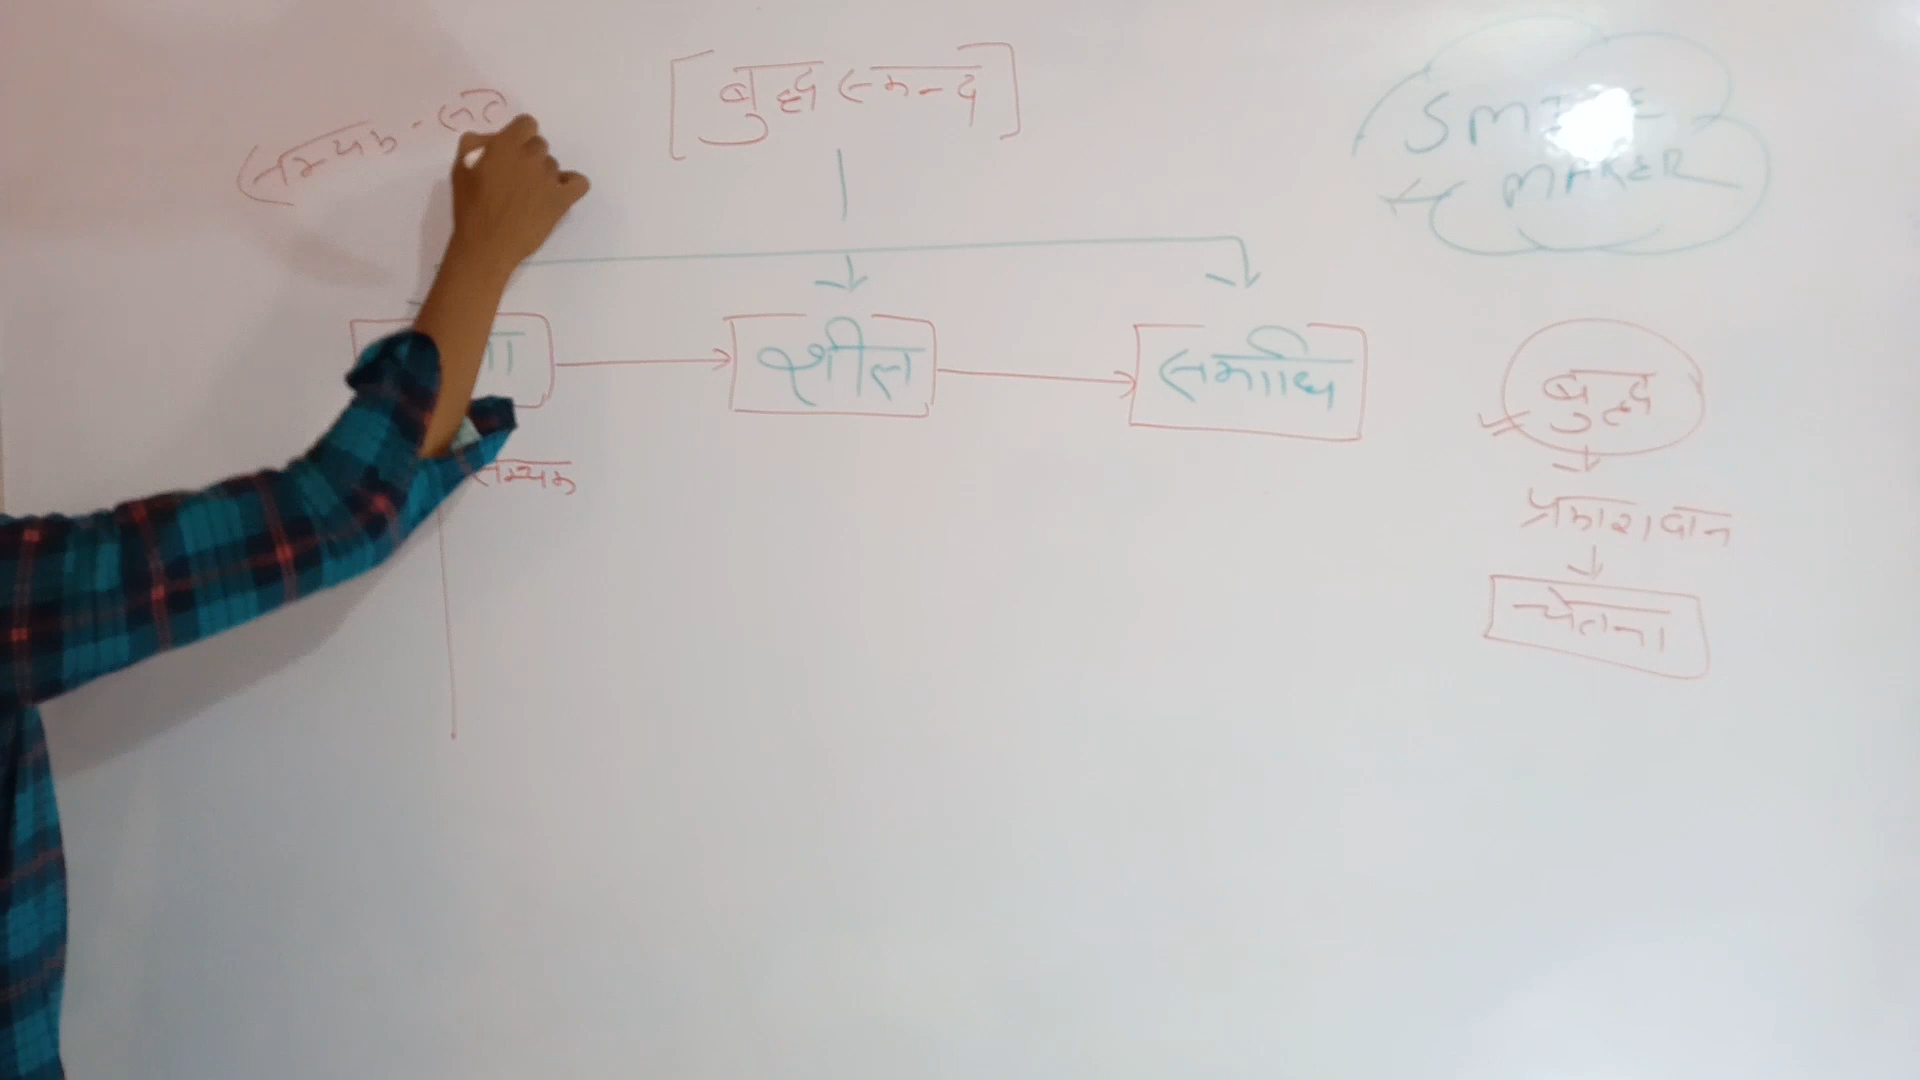 [बुद्ध स्कन्द]
सम्यक -
SMILE
MAKER
शील
समाधि
बुद्ध
सम्यक
प्रकाशवान
चेतना